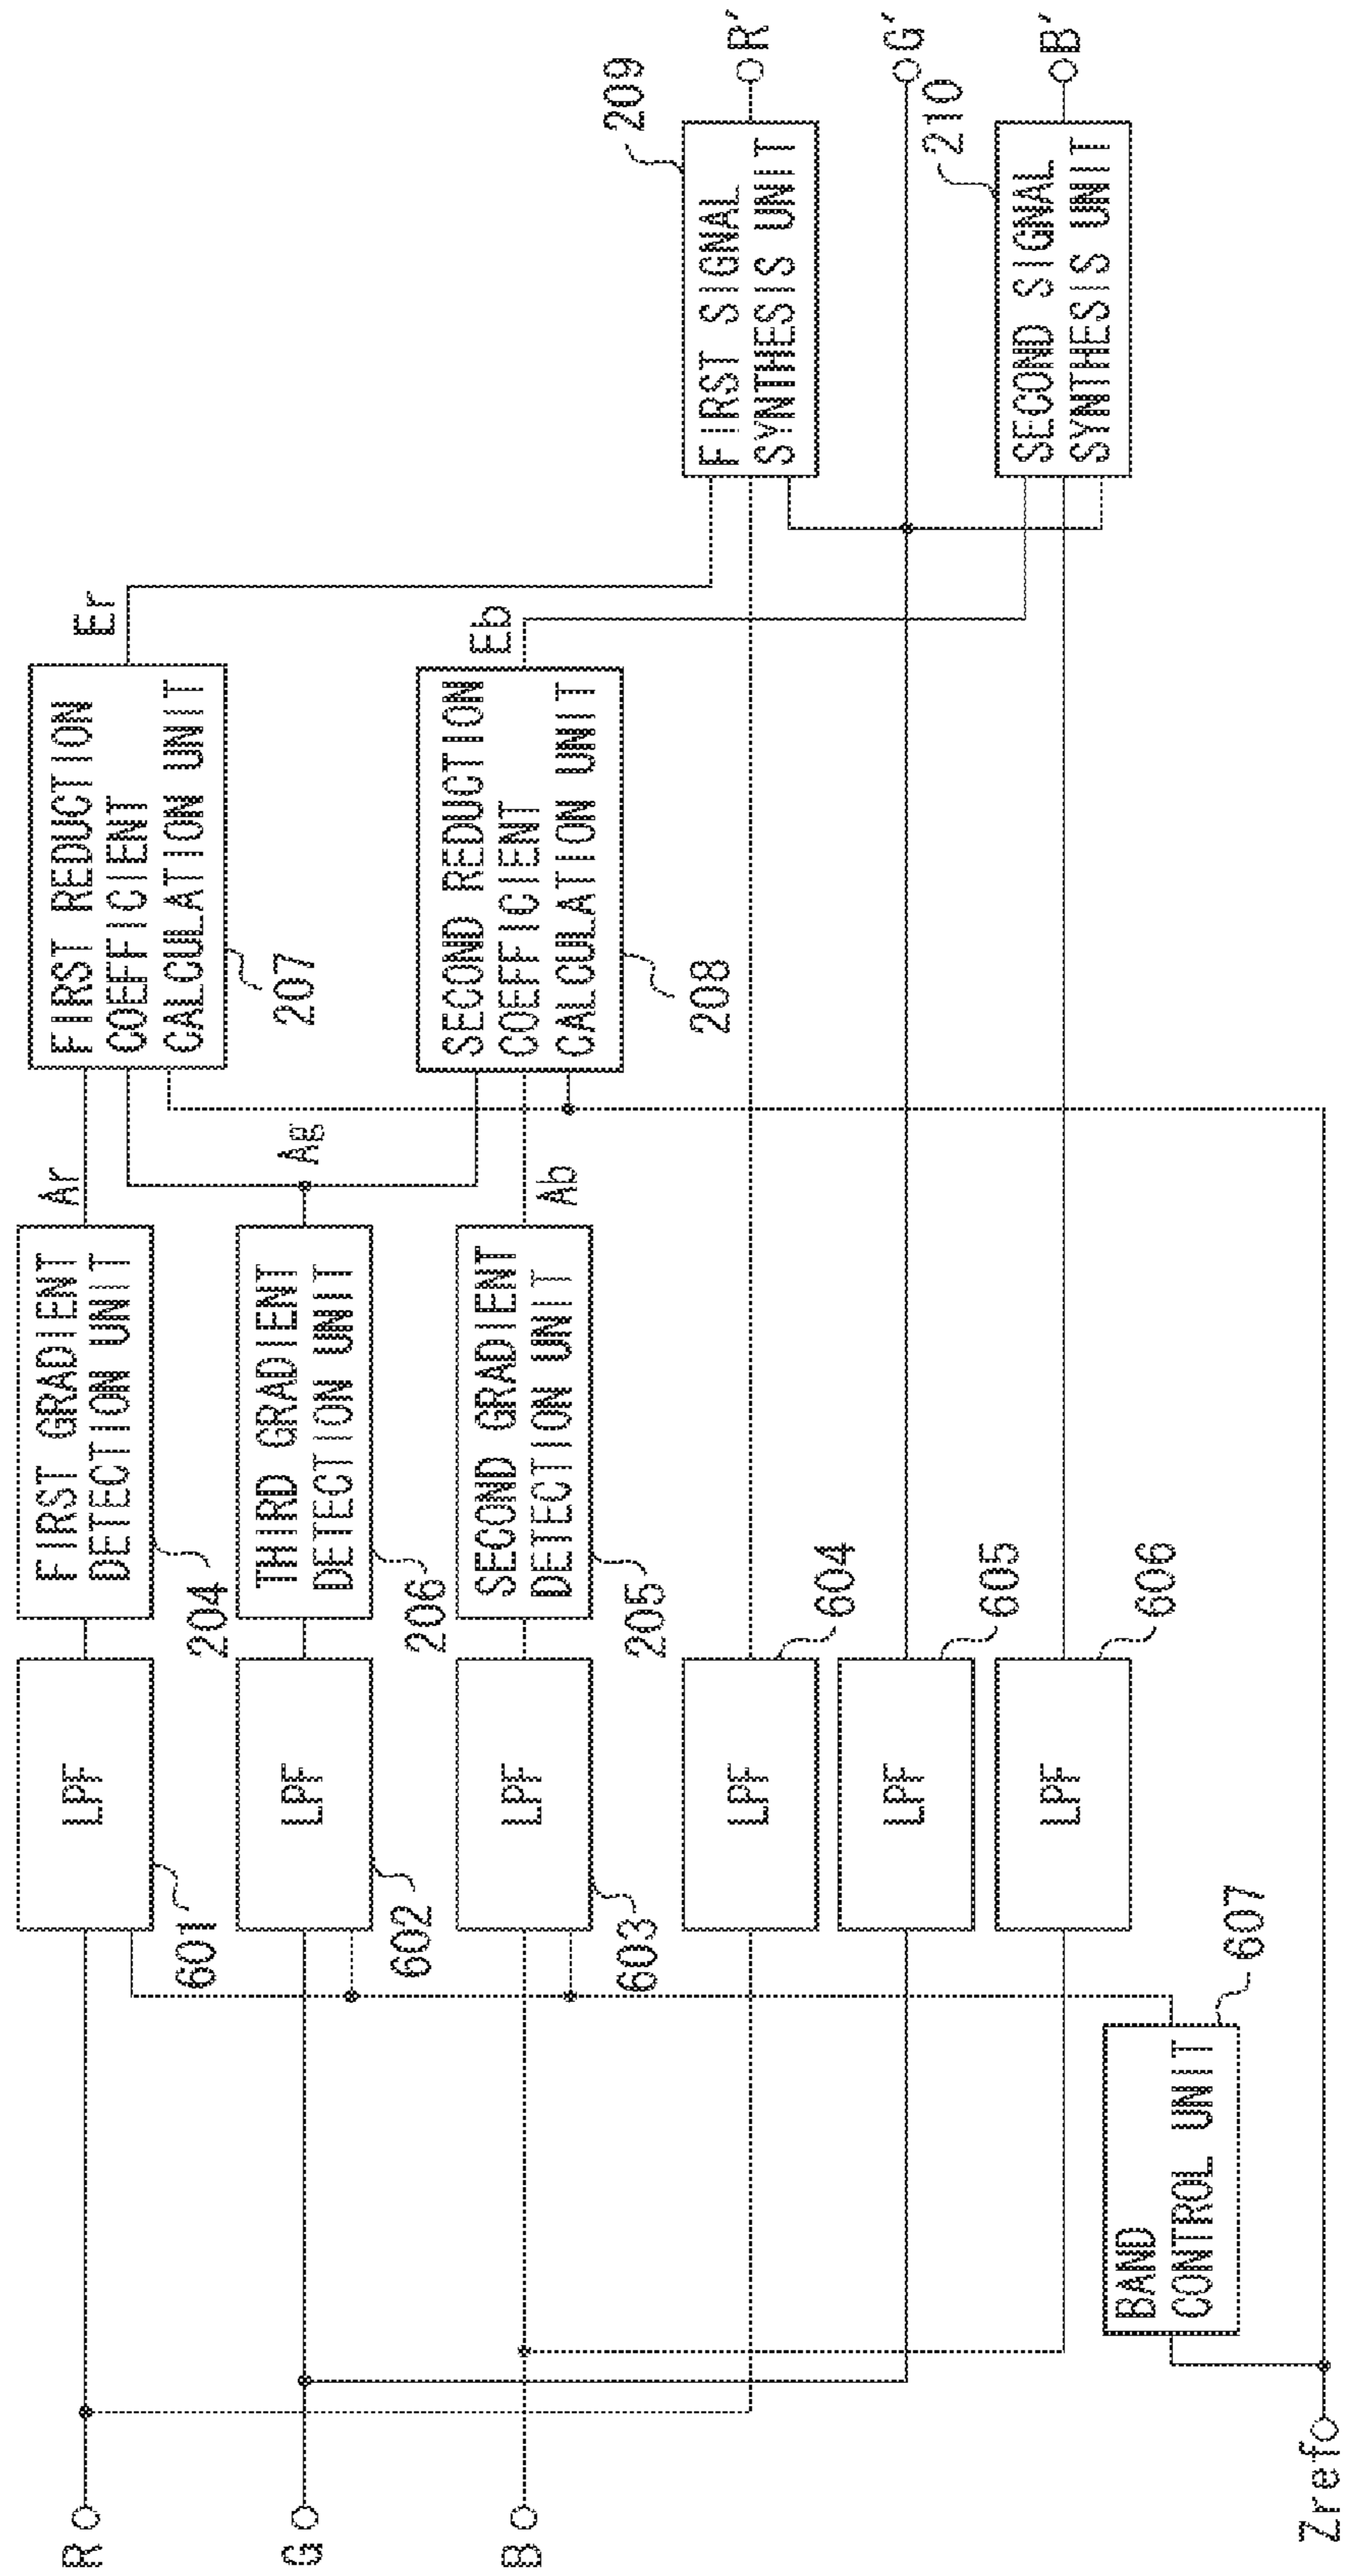 R
G
B
Zref
LPF
601
LPF
602
LPF
603
LPF
604
LPF
605
LPF
606
BAND
CONTROL UNIT
607
FIRST GRADIENT
DETECTION UNIT
204
THIRD GRADIENT
DETECTION UNIT
206
SECOND GRADIENT
DETECTION UNIT
205
Ar
Ag
Ab
FIRST REDUCTION
COEFFICIENT
CALCULATION UNIT
207
SECOND REDUCTION
COEFFICIENT
CALCULATION UNIT
208
Er
Eb
FIRST SIGNAL
SYNTHESIS UNIT
209
SECOND SIGNAL
SYNTHESIS UNIT
210
R'
G'
B'